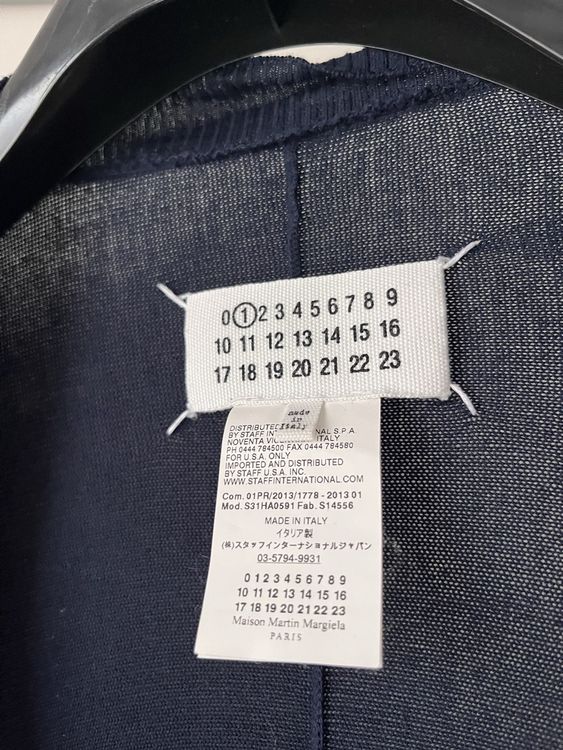 0 1 2 3 4 5 6 7 8 9
10 11 12 13 14 15 16
17 18 19 20 21 22 23
made
in
Italy
DISTRIBUTED NAL S.P.A
BY STAFF IN
NOVENTA VIC ITALY
PH 0444 784500 FAX 0444 784580
FOR U.S.A. ONLY
IMPORTED AND DISTRIBUTED
BY STAFF U.S.A. INC.
WWW.STAFFINTERNATIONAL.COM
Com. 01PR/2013/1778 - 2013 01
Mod. S31HA0591 Fab. S14556
MADE IN ITALY
イタリア製
(株)スタッフインターナショナルジャパン
03-5794-9931
0 1 2 3 4 5 6 7 8 9
10 11 12 13 14 15 16
17 18 19 20 21 22 23
Maison Martin Margiela
PARIS